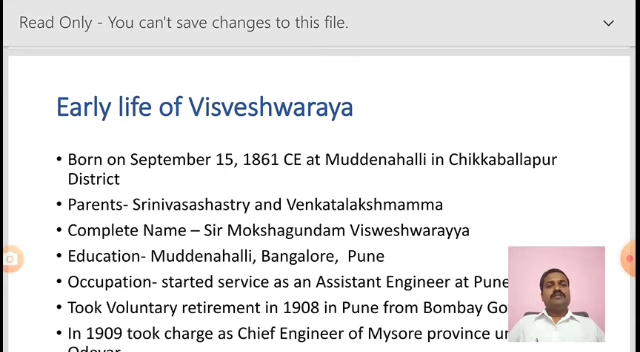 Read Only - You can't save changes to this file.
Early life of Visveshwaraya
• Born on September 15, 1861 CE at Muddenahalli in Chikkaballapur
District
• Parents- Srinivasashastry and Venkatalakshmamma
• Complete Name – Sir Mokshagundam Visweshwarayya
• Education- Muddenahalli, Bangalore, Pune
• Occupation- started service as an Assistant Engineer at Pune
• Took Voluntary retirement in 1908 in Pune from Bombay Go
• In 1909 took charge as Chief Engineer of Mysore province